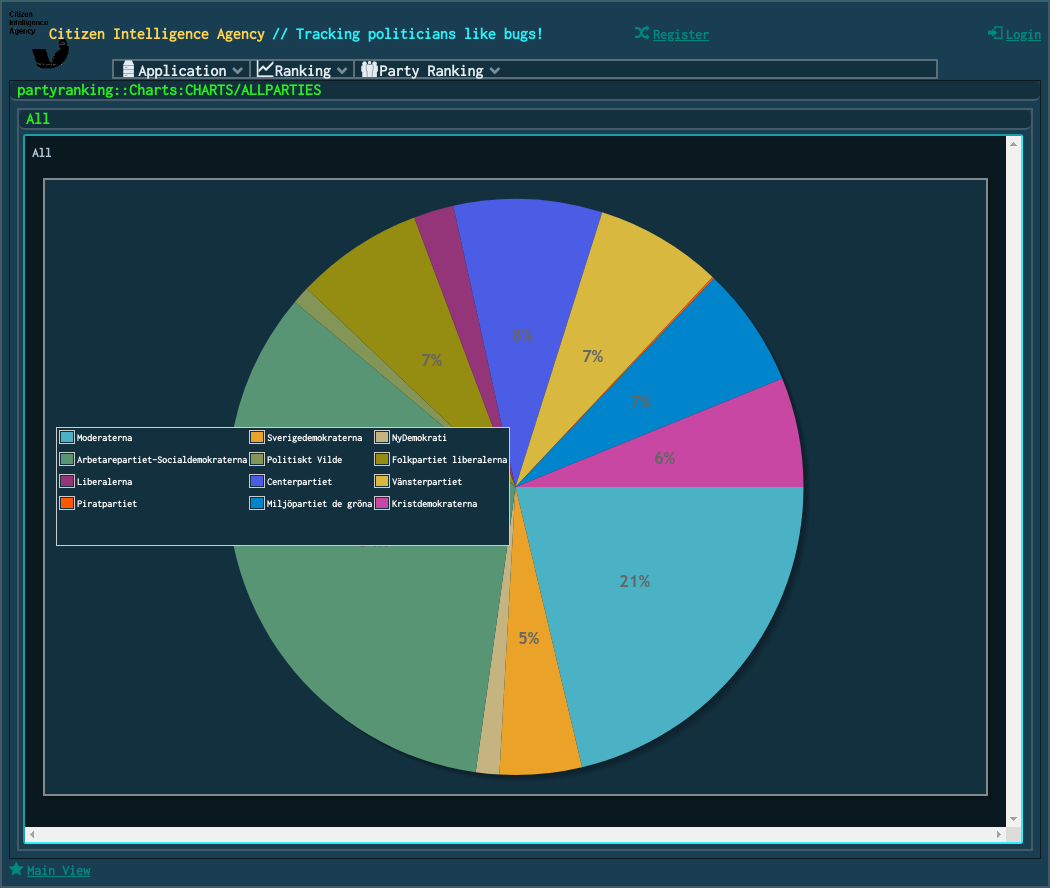 Citizen
Intelligence
Agency
Citizen Intelligence Agency // Tracking politicians like bugs!
Register
Login
Application
Ranking
Party Ranking
partyranking::Charts:CHARTS/ALLPARTIES
All
All
8%
7%
7%
7%
6%
Moderaterna
Sverigedemokraterna
NyDemokrati
Arbetarepartiet-Socialdemokraterna
Politiskt Vilde
Folkpartiet liberalerna
Liberalerna
Centerpartiet
Vänsterpartiet
Piratpartiet
Miljöpartiet de gröna
Kristdemokraterna
21%
5%
Main View